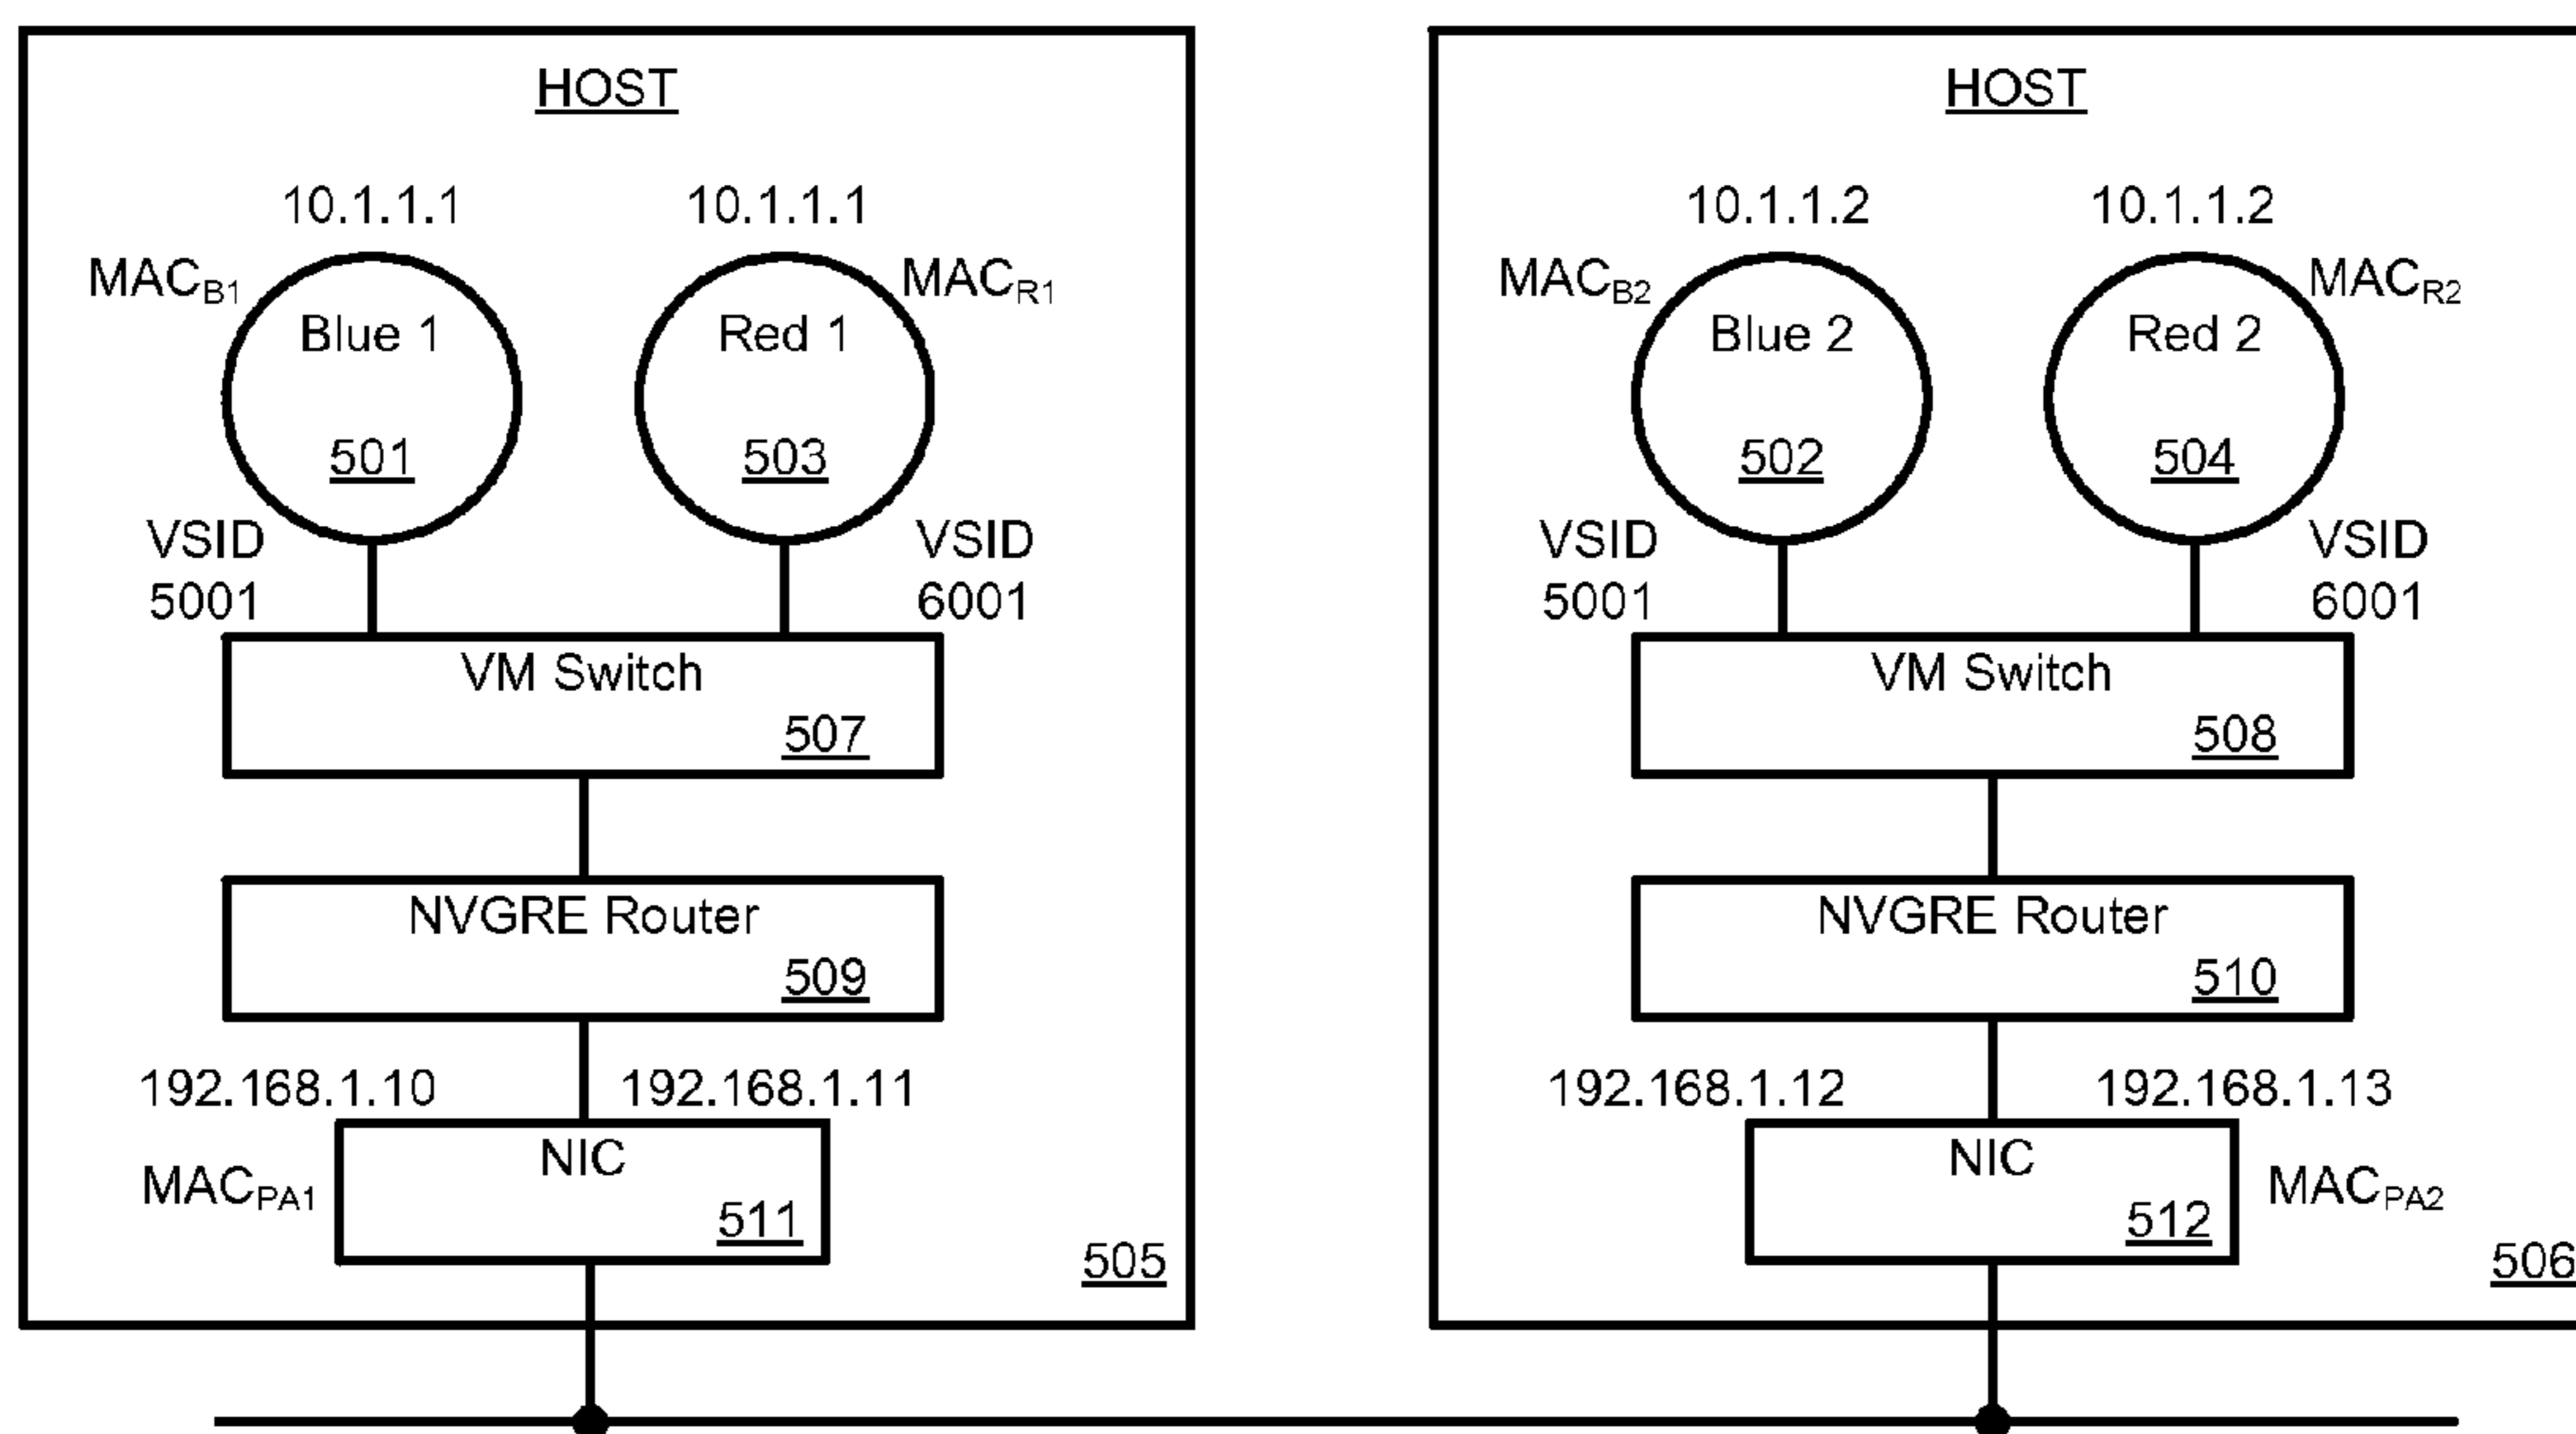 HOST
10.1.1.1
10.1.1.1
MACB1
MACR1
Blue 1
Red 1
501
503
VSID
5001
VSID
6001
VM Switch
507
NVGRE Router
509
192.168.1.10
192.168.1.11
NIC
MACPA1
511
505
HOST
10.1.1.2
10.1.1.2
MACB2
MACR2
Blue 2
Red 2
502
504
VSID
5001
VSID
6001
VM Switch
508
NVGRE Router
510
192.168.1.12
192.168.1.13
NIC
MACPA2
512
506